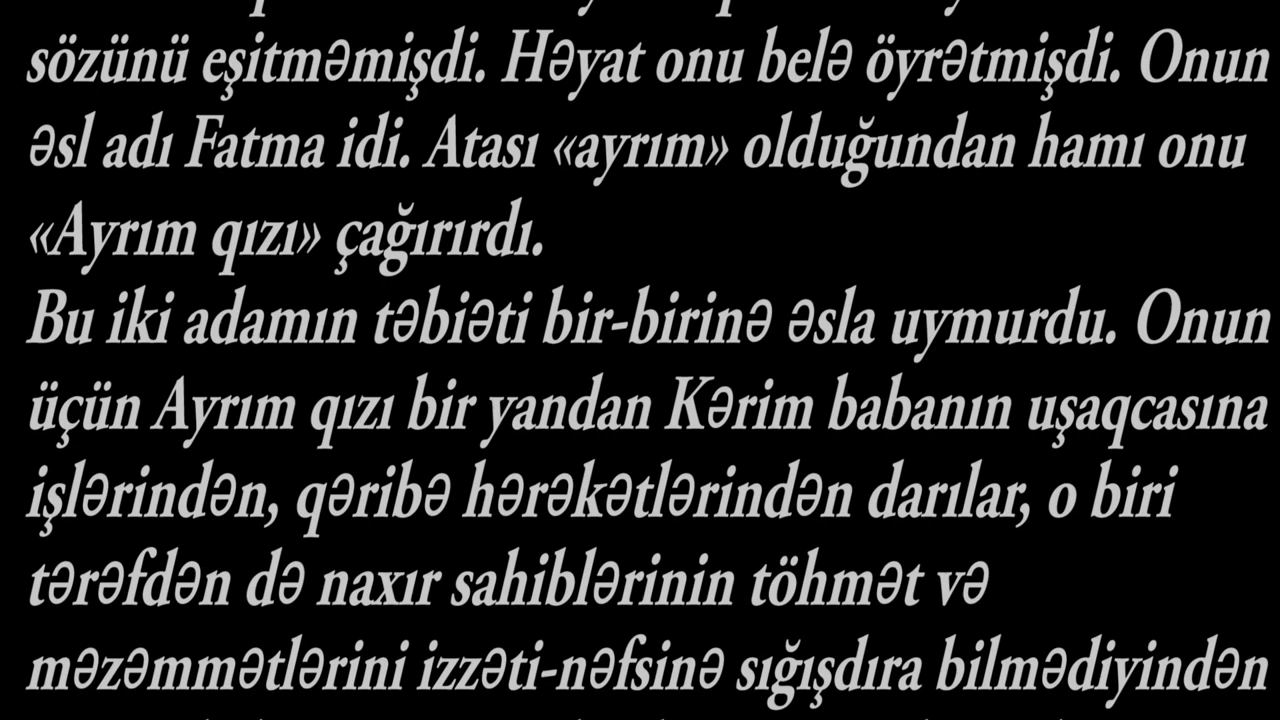 sözünü eşitməmişdi. Həyat onu belə öyrətmişdi. Onun
əsl adı Fatma idi. Atası «ayrım» olduğundan hamı onu
«Ayrım qızı» çağırırdı.
Bu iki adamın təbiəti bir-birinə əsla uymurdu. Onun
üçün Ayrım qızı bir yandan Kərim babanın uşaqcasına
işlərindən, qəribə hərəkətlərindən darılar, o biri
tərəfdən də naxır sahiblərinin töhmət və
məzəmmətlərini izzəti-nəfsinə sığışdıra bilmədiyindən